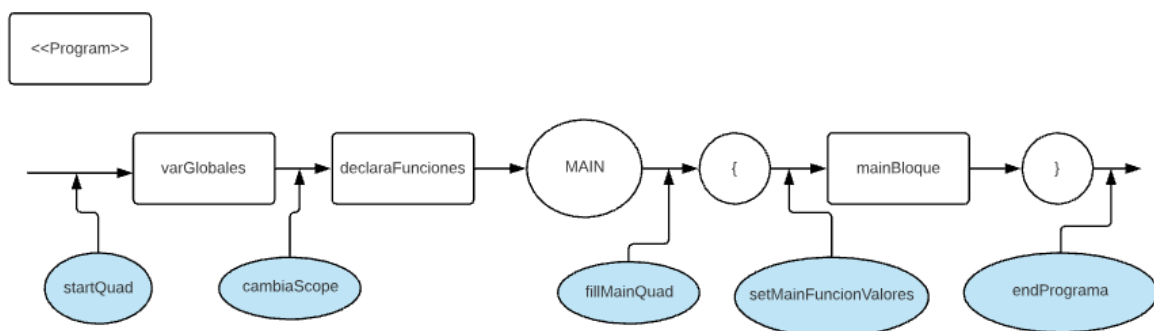 <<Program>>
varGlobales
declaraFunciones
MAIN
{
mainBloque
}
startQuad
cambiaScope
fillMainQuad
setMainFuncionValores
endPrograma